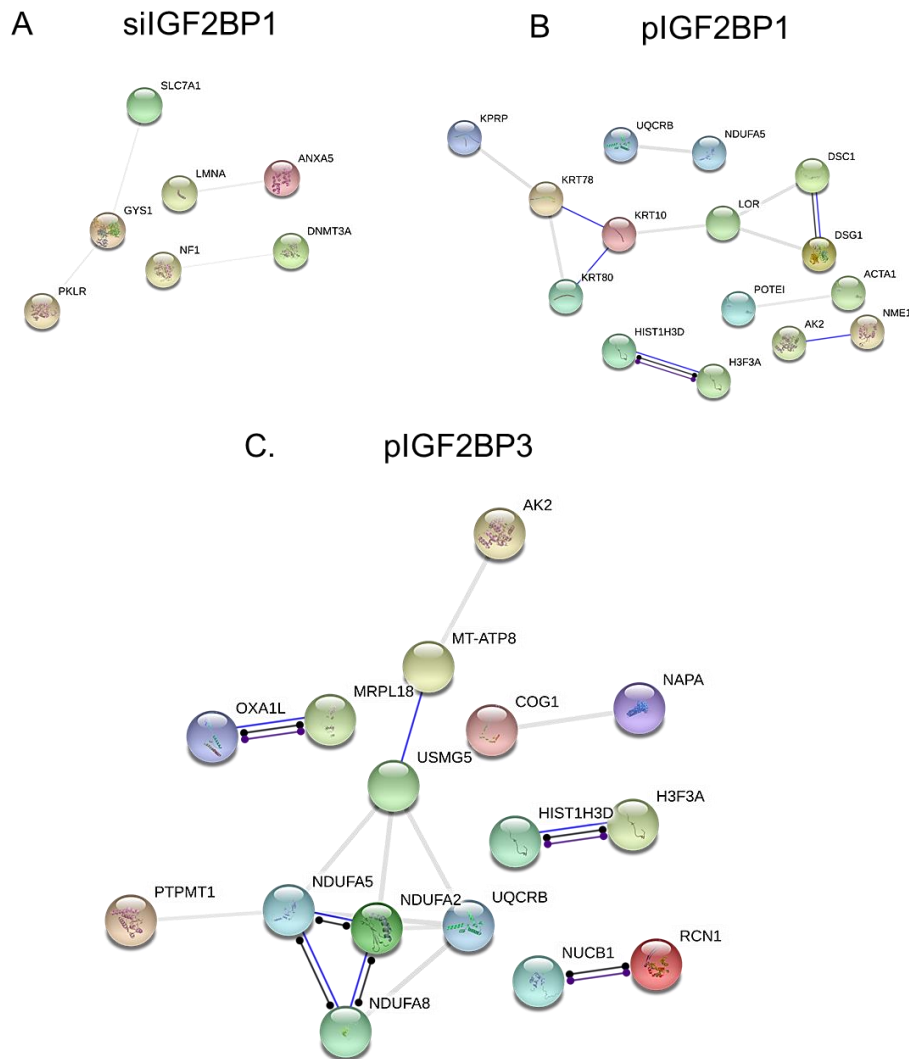 A
siIGF2BP1
B
pIGF2BP1
SLC7A1
LMNA
ANXA5
GYS1
NF1
DNMT3A
PKLR
KPRP
UQCRB
NDUFA5
DSC1
KRT78
KRT10
LOR
DSG1
KRT80
POTEI
ACTA1
AK2
NME1
HIST1H3D
H3F3A
C.
pIGF2BP3
AK2
MT-ATP8
OXA1L
MRPL18
COG1
NAPA
USMG5
HIST1H3D
H3F3A
PTPMT1
NDUFA5
NDUFA2
UQCRB
NUCB1
RCN1
NDUFA8